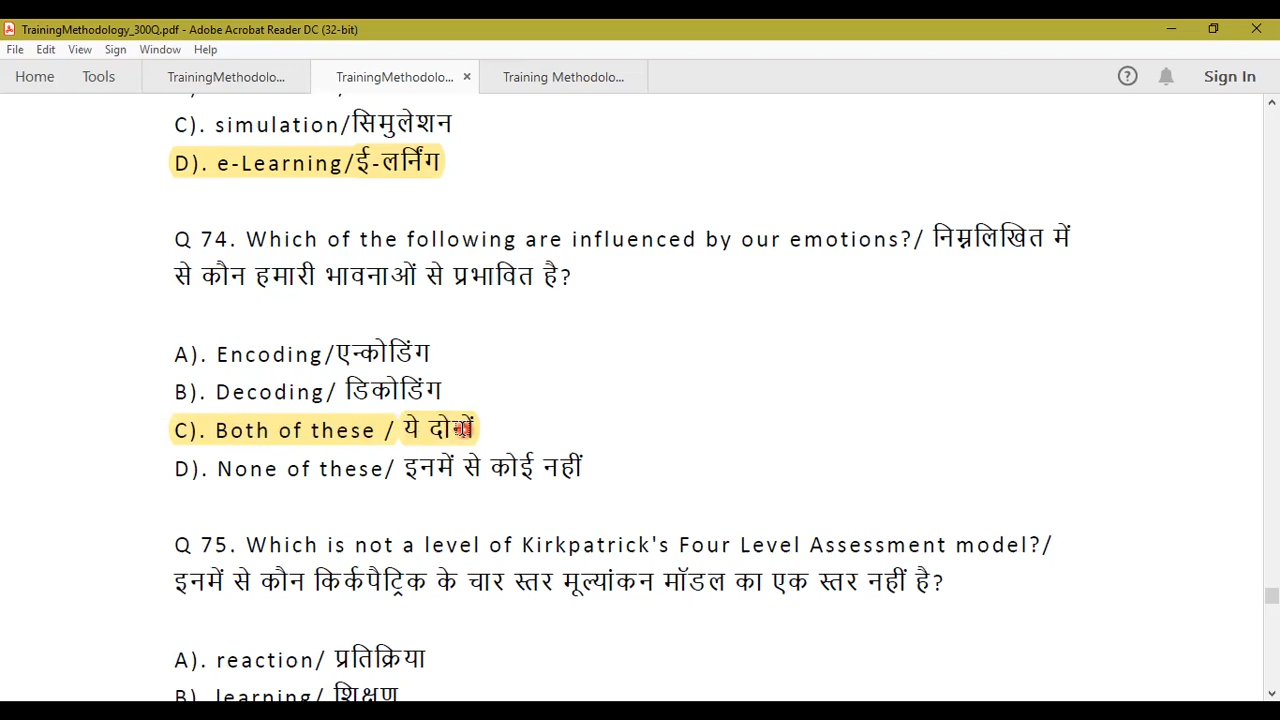 TrainingMethodology_300Q.pdf - Adobe Acrobat Reader DC (32-bit)
File Edit View Sign Window Help
Home Tools TrainingMethodolo... TrainingMethodolo... × Training Methodolo... Sign In
C). simulation/सिमुलेशन
D). e-Learning/ई-लर्निंग
Q 74. Which of the following are influenced by our emotions?/ निम्नलिखित में
से कौन हमारी भावनाओं से प्रभावित है?
A). Encoding/एन्कोडिंग
B). Decoding/ डिकोडिंग
C). Both of these / ये दोनों
D). None of these/ इनमें से कोई नहीं
Q 75. Which is not a level of Kirkpatrick's Four Level Assessment model?/
इनमें से कौन किर्कपैट्रिक के चार स्तर मूल्यांकन मॉडल का एक स्तर नहीं है?
A). reaction/ प्रतिक्रिया
B). learning/ शिक्षण